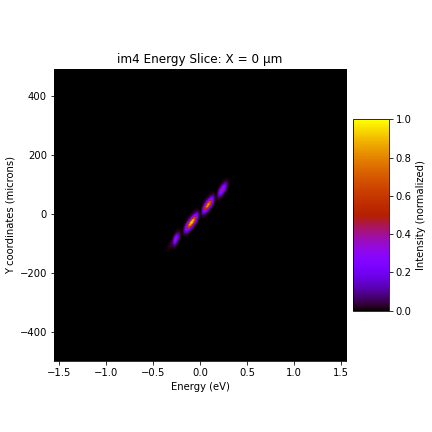 im4 Energy Slice: X = 0 μm
Y coordinates (microns)
400
200
0
−200
−400
−1.5 −1.0 −0.5 0.0 0.5 1.0 1.5
Energy (eV)
1.0
0.8
0.6
0.4
0.2
0.0
Intensity (normalized)